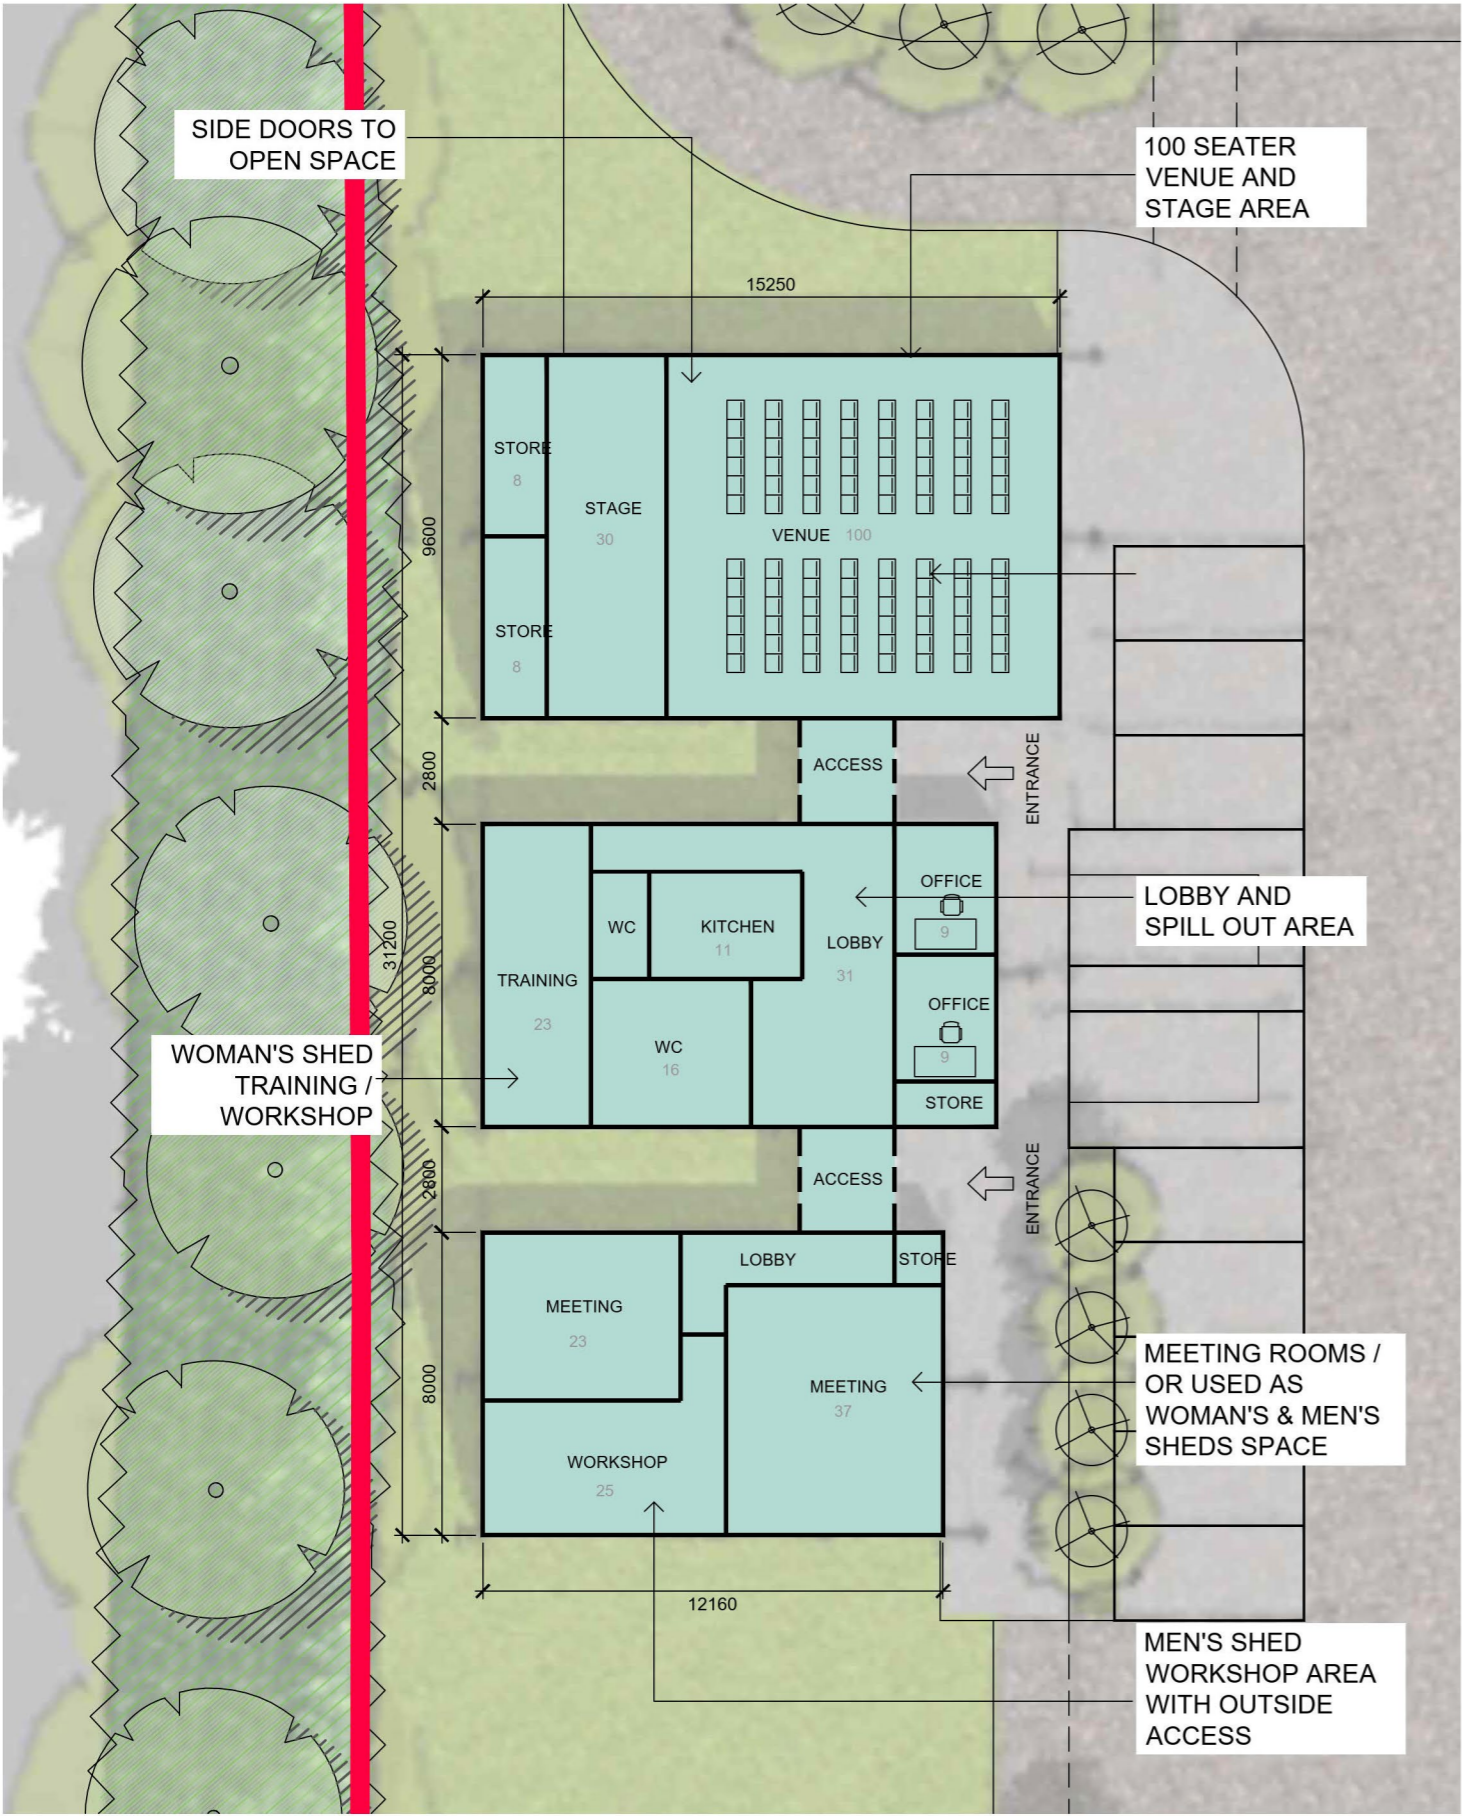 SIDE DOORS TO
OPEN SPACE
100 SEATER
VENUE AND
STAGE AREA
15250
STORE
8
STAGE
30
VENUE 100
STORE
8
9600
2800
ACCESS
ENTRANCE
31200
8000
TRAINING
23
WC
KITCHEN
11
LOBBY
31
OFFICE
9
OFFICE
9
WC
16
STORE
LOBBY AND
SPILL OUT AREA
WOMAN'S SHED
TRAINING /
WORKSHOP
2800
ACCESS
ENTRANCE
8000
LOBBY
STORE
MEETING
23
MEETING
37
WORKSHOP
25
MEETING ROOMS /
OR USED AS
WOMAN'S & MEN'S
SHEDS SPACE
12160
MEN'S SHED
WORKSHOP AREA
WITH OUTSIDE
ACCESS